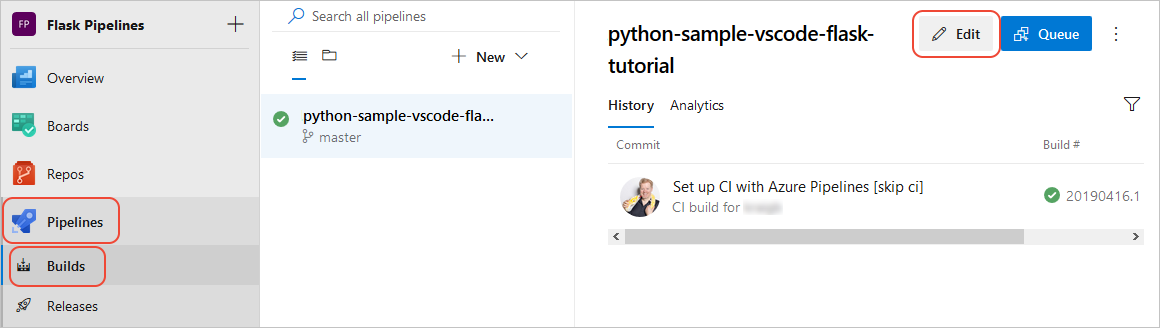 FP
Flask Pipelines
Overview
Boards
Repos
Pipelines
Builds
Releases
Search all pipelines
New
python-sample-vscode-fla...
master
python-sample-vscode-flask-
tutorial
Edit
Queue
History
Analytics
Commit
Build #
Set up CI with Azure Pipelines [skip ci]
CI build for
20190416.1